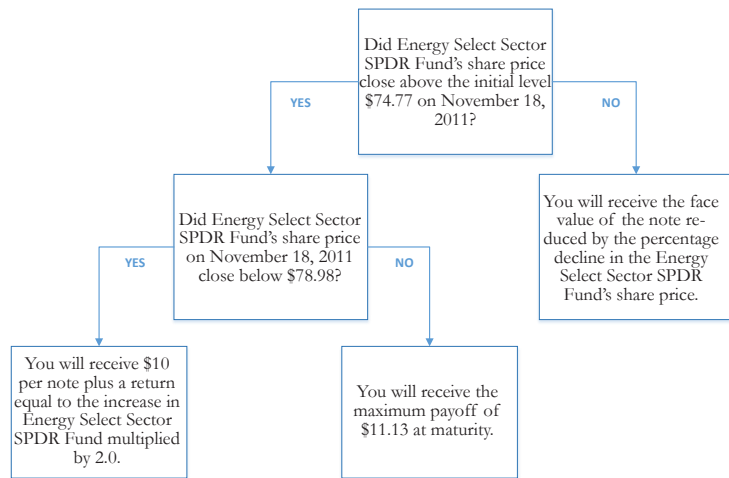 Did Energy Select Sector
SPDR Fund's share price
close above the initial level
$74.77 on November 18,
2011?
YES
NO
Did Energy Select Sector
SPDR Fund's share price
on November 18, 2011
close below $78.98?
You will receive the face
value of the note re-
duced by the percentage
decline in the Energy
Select Sector SPDR
Fund's share price.
YES
NO
You will receive $10
per note plus a return
equal to the increase in
Energy Select Sector
SPDR Fund multiplied
by 2.0.
You will receive the
maximum payoff of
$11.13 at maturity.